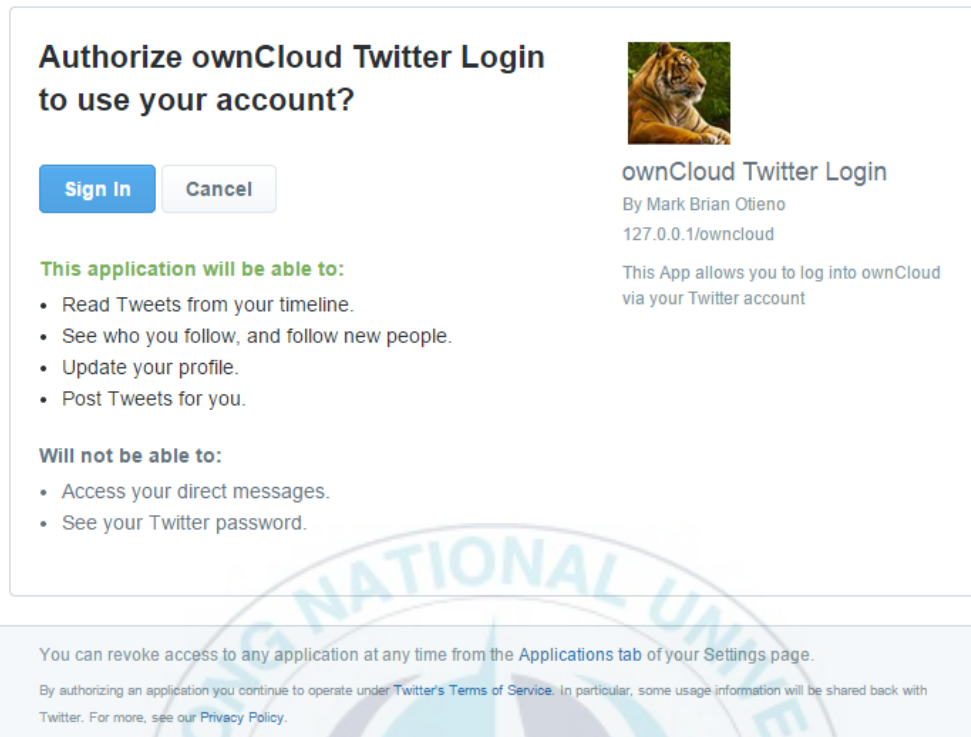 Authorize ownCloud Twitter Login
to use your account?
Sign In
Cancel
This application will be able to:
• Read Tweets from your timeline.
• See who you follow, and follow new people.
• Update your profile.
• Post Tweets for you.
Will not be able to:
• Access your direct messages.
• See your Twitter password.
ownCloud Twitter Login
By Mark Brian Otieno
127.0.0.1/owncloud
This App allows you to log into ownCloud
via your Twitter account
You can revoke access to any application at any time from the Applications tab of your Settings page.
By authorizing an application you continue to operate under Twitter's Terms of Service. In particular, some usage information will be shared back with
Twitter. For more, see our Privacy Policy.
ONG NATIONAL UNIVE